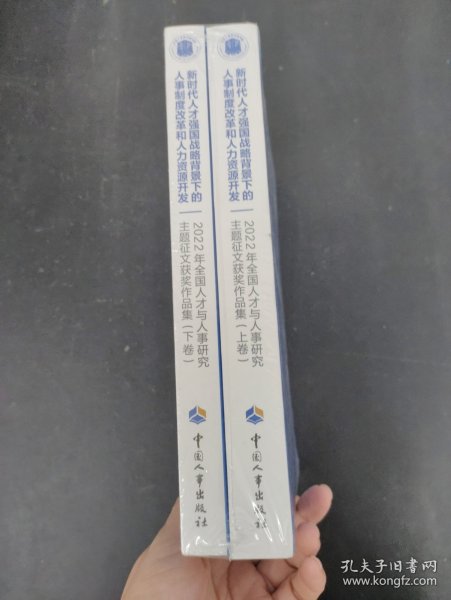 新时代人才强国战略背景下的
人事制度改革和人力资源开发
2022年全国人才与人事研究
主题征文获奖作品集（下卷）
中国人事出版社
新时代人才强国战略背景下的
人事制度改革和人力资源开发
2022年全国人才与人事研究
主题征文获奖作品集（上卷）
中国人事出版社
孔夫子旧书网
www.kongfz.com